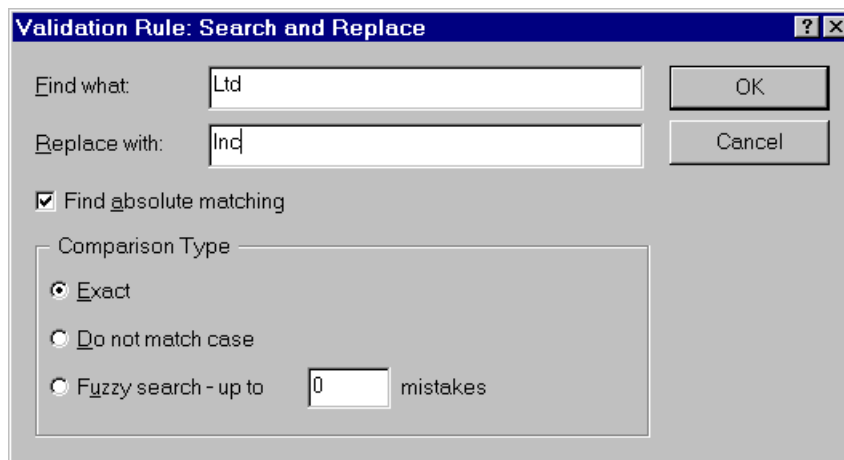 Validation Rule: Search and Replace
Find what: Ltd OK
Replace with: Inc Cancel
Find absolute matching
Comparison Type
Exact
Do not match case
Fuzzy search - up to 0 mistakes